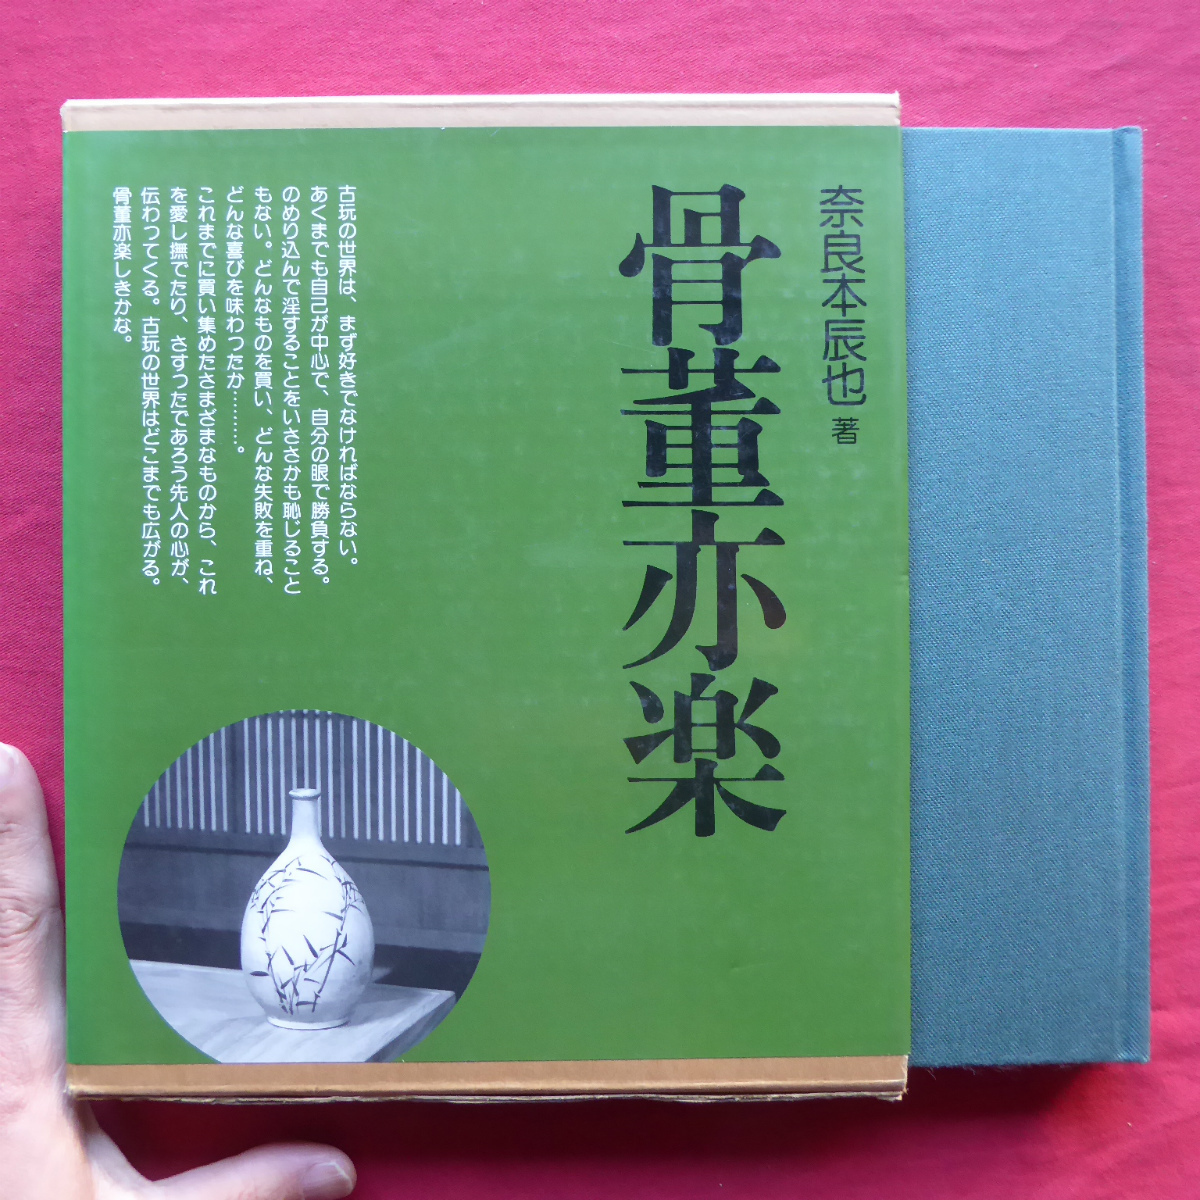 奈良本辰也 著
骨董亦楽
古玩の世界は、まず好きでなければならない。
あくまでも自己が中心で、自分の眼で勝負する。
のめり込んで淫することをいささかも恥じること
もない。どんなものを買い、どんな失敗を重ね、
どんな喜びを味わったか………。
これまでに買い集めたさまざまなものから、これ
を愛し撫でたり、さすったであろう先人の心が、
伝わってくる。古玩の世界はどこまでも広がる。
骨董亦楽しきかな。